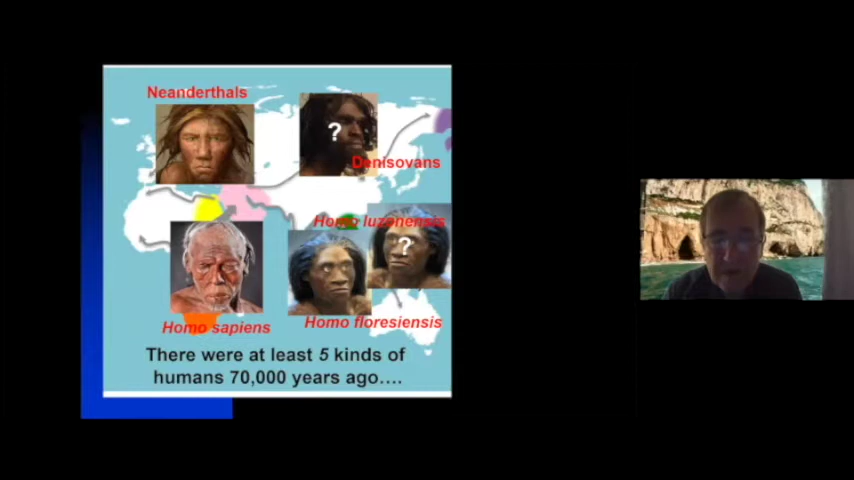 Neanderthals
?
Denisovans
Homo luzonensis
?
Homo sapiens
Homo floresiensis
There were at least 5 kinds of
humans 70,000 years ago....